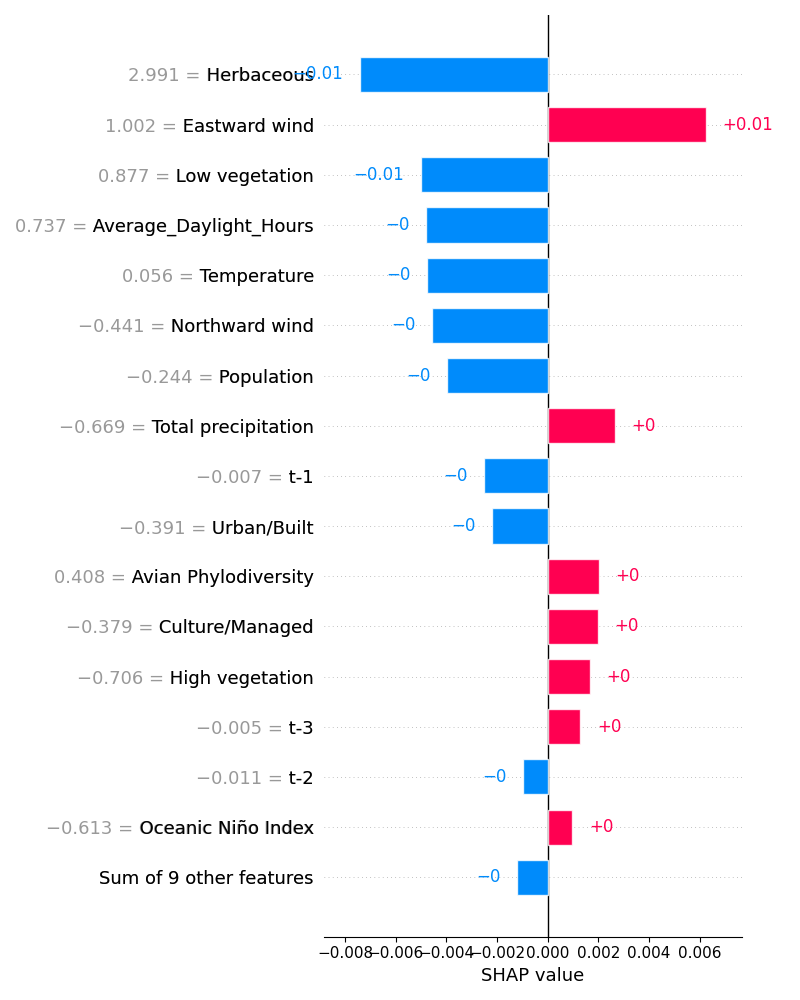 2.991 = Herbaceous −0.01
1.002 = Eastward wind +0.01
0.877 = Low vegetation −0.01
0.737 = Average_Daylight_Hours −0
0.056 = Temperature −0
−0.441 = Northward wind −0
−0.244 = Population −0
−0.669 = Total precipitation +0
−0.007 = t-1 −0
−0.391 = Urban/Built −0
0.408 = Avian Phylodiversity +0
−0.379 = Culture/Managed +0
−0.706 = High vegetation +0
−0.005 = t-3 +0
−0.011 = t-2 −0
−0.613 = Oceanic Niño Index +0
Sum of 9 other features −0
−0.008 −0.006 −0.004 −0.002 0.000 0.002 0.004 0.006
SHAP value